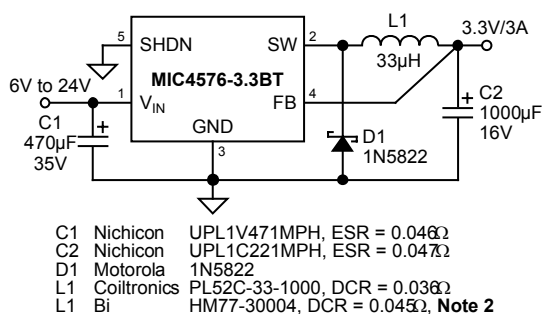 L1
3.3V/3A
5 SHDN SW 2
33µH
MIC4576-3.3BT
6V to 24V
1 VIN FB 4
C2
1000µF
16V
C1
470µF
35V
GND
3
D1
1N5822
C1 Nichicon UPL1V471MPH, ESR = 0.046Ω
C2 Nichicon UPL1C221MPH, ESR = 0.047Ω
D1 Motorola 1N5822
L1 Coiltronics PL52C-33-1000, DCR = 0.036Ω
L1 Bi HM77-30004, DCR = 0.045Ω, Note 2